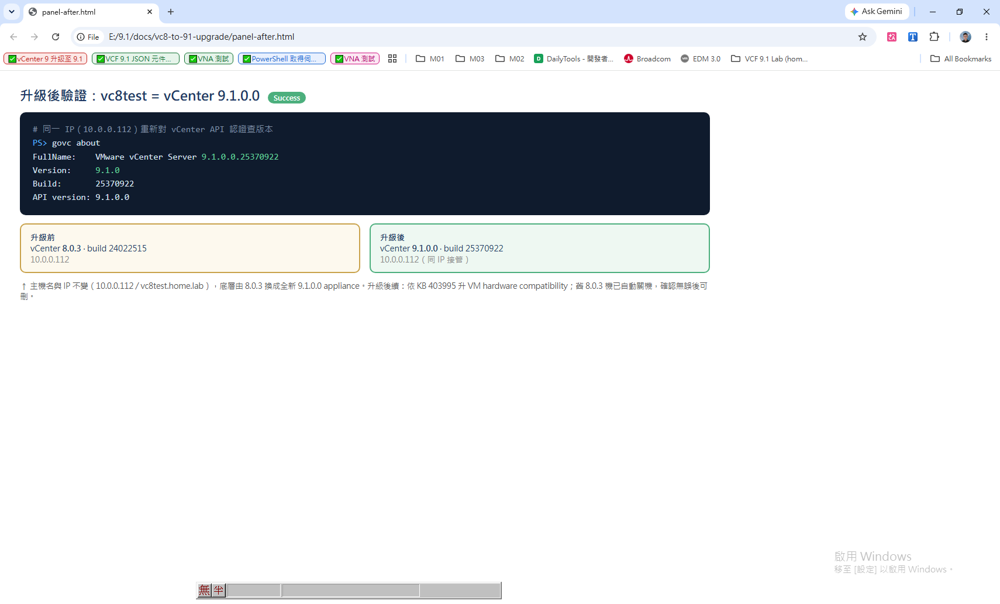 panel-after.html
Ask Gemini
File
E:/9.1/docs/vc8-to-91-upgrade/panel-after.html
vCenter 9 升級至 9.1
VCF 9.1 JSON 元件...
VNA 測試
PowerShell 取得伺...
VNA 測試
M01
M03
M02
DailyTools - 開發者...
Broadcom
EDM 3.0
VCF 9.1 Lab (hom...
All Bookmarks
升級後驗證：vc8test = vCenter 9.1.0.0 Success
# 同一 IP（10.0.0.112）重新對 vCenter API 認證查版本
PS> govc about
FullName: VMware vCenter Server 9.1.0.0.25370922
Version: 9.1.0
Build: 25370922
API version: 9.1.0.0
升級前
vCenter 8.0.3 · build 24022515
10.0.0.112
升級後
vCenter 9.1.0.0 · build 25370922
10.0.0.112（同 IP 接管）
↑ 主機名與 IP 不變（10.0.0.112 / vc8test.home.lab），底層由 8.0.3 換成全新 9.1.0.0 appliance。升級後續：依 KB 403995 升 VM hardware compatibility；舊 8.0.3 機已自動關機，確認無誤後可
刪。
啟用 Windows
移至 [設定] 以啟用 Windows。
無 半